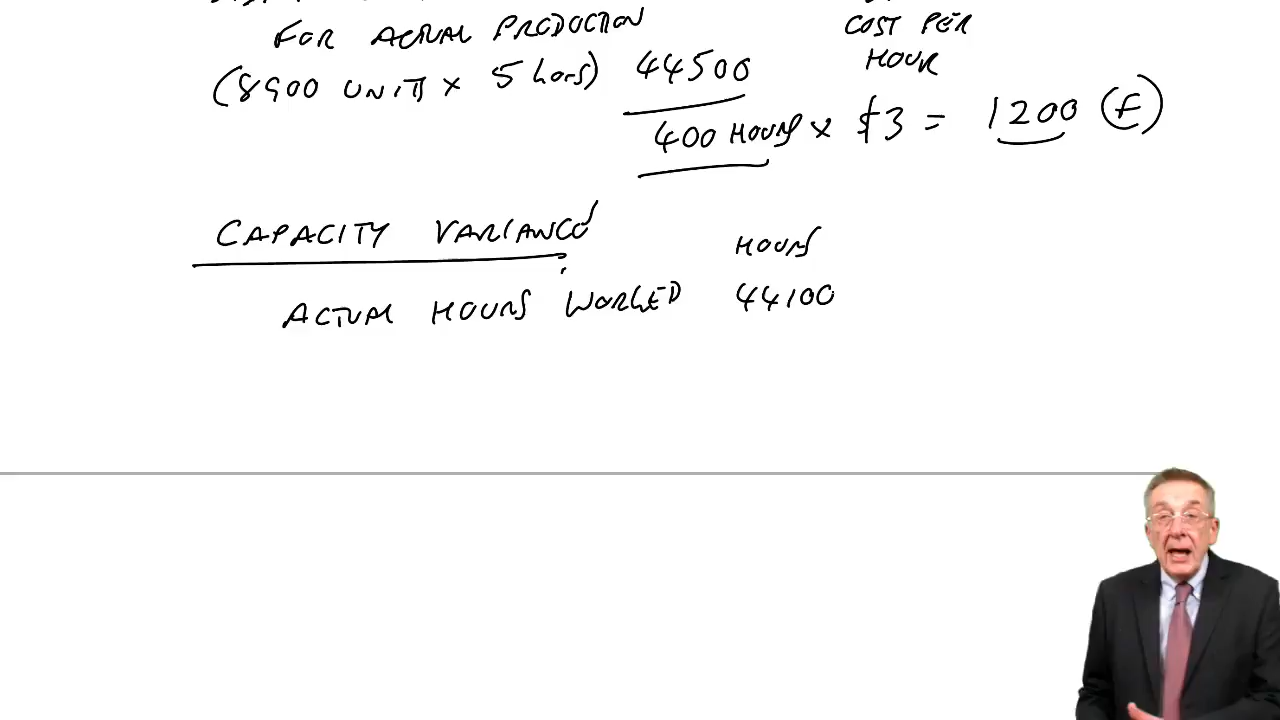 FOR ACTUAL PRODUCTION
COST PER
HOUR
(8900 UNITS × 5 hours) 44500
400 HOURS × $3 = 1200 (F)
CAPACITY VARIANCE
HOURS
ACTUAL HOURS WORKED 44100